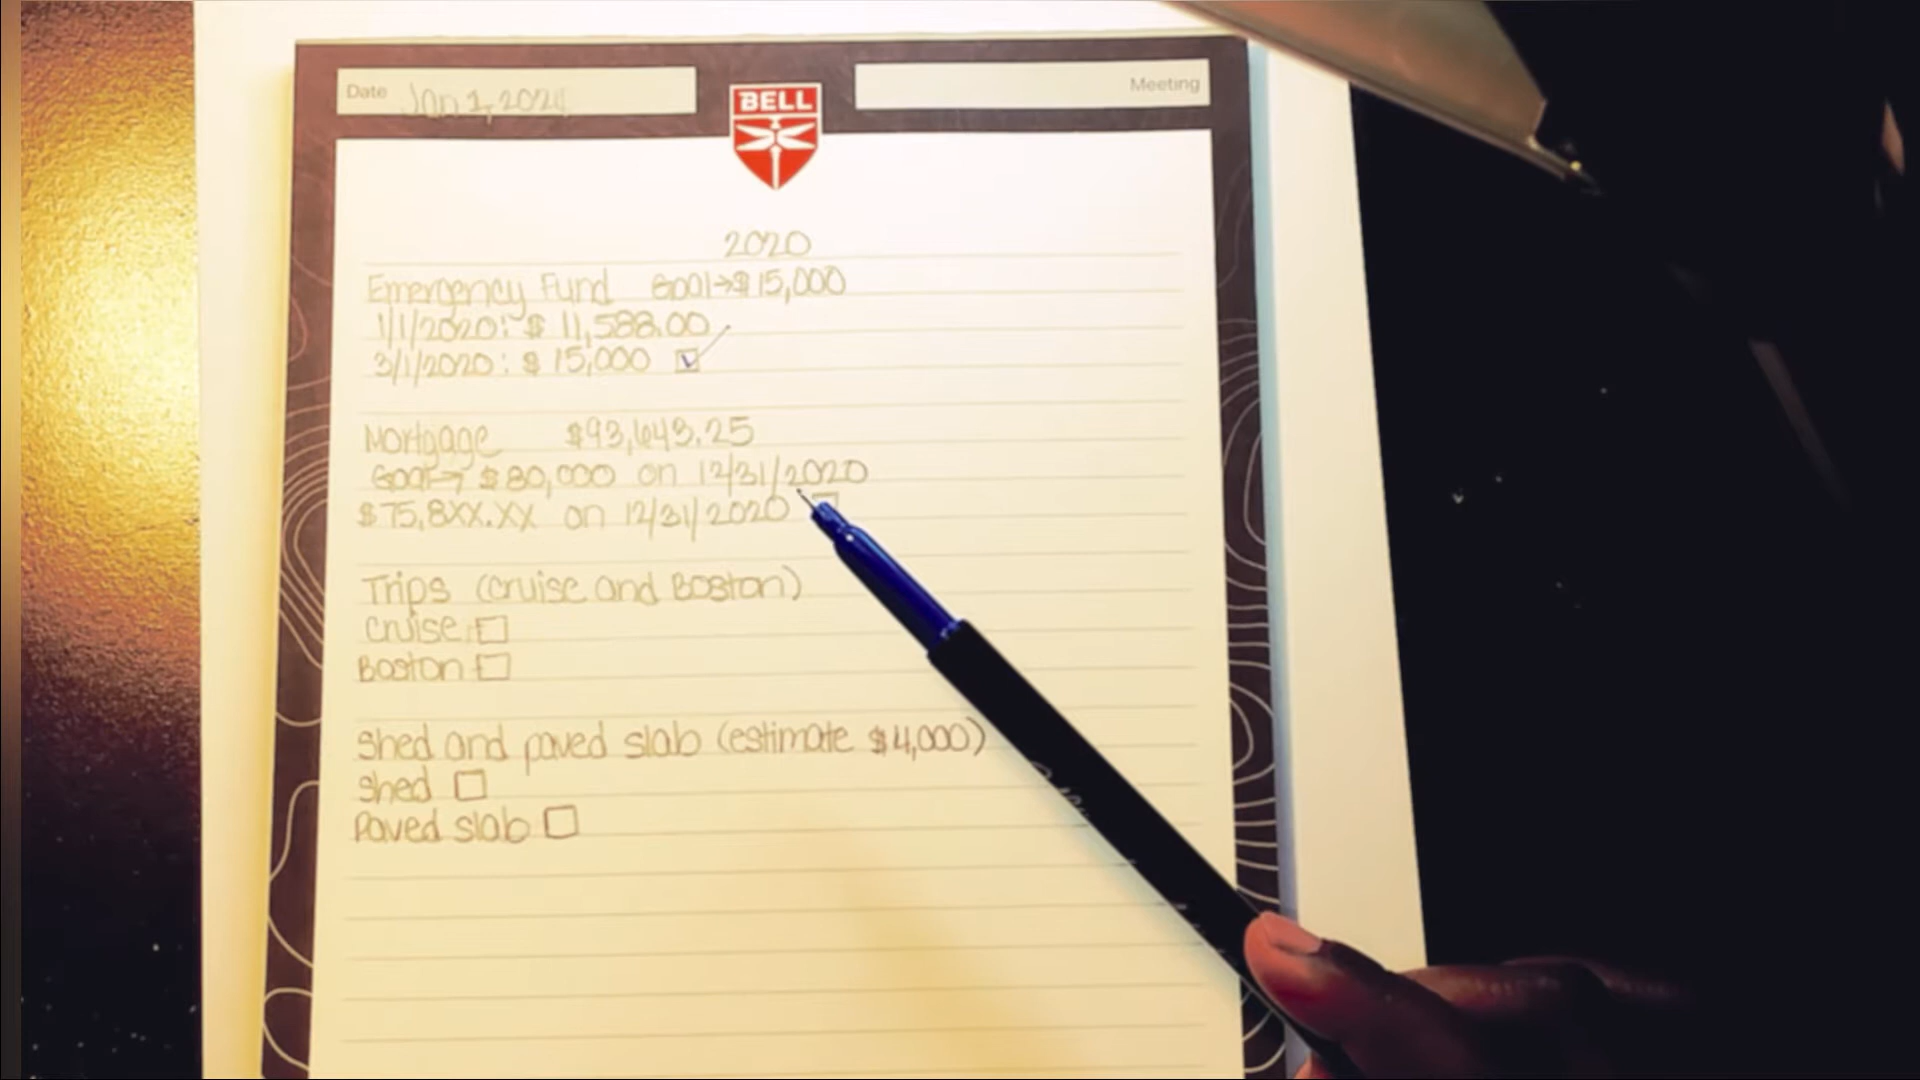 Date Jan 1, 2024
BELL
Meeting
2020
Emergency Fund Goal→$15,000
1/1/2020: $ 11,588.00
3/1/2020: $ 15,000
Mortgage $93,643.25
Goal→ $80,000 on 12/31/2020
$75,8XX.XX on 12/31/2020
Trips (Cruise and Boston)
Cruise
Boston
Shed and paved slab (estimate $4,000)
Shed
Paved slab